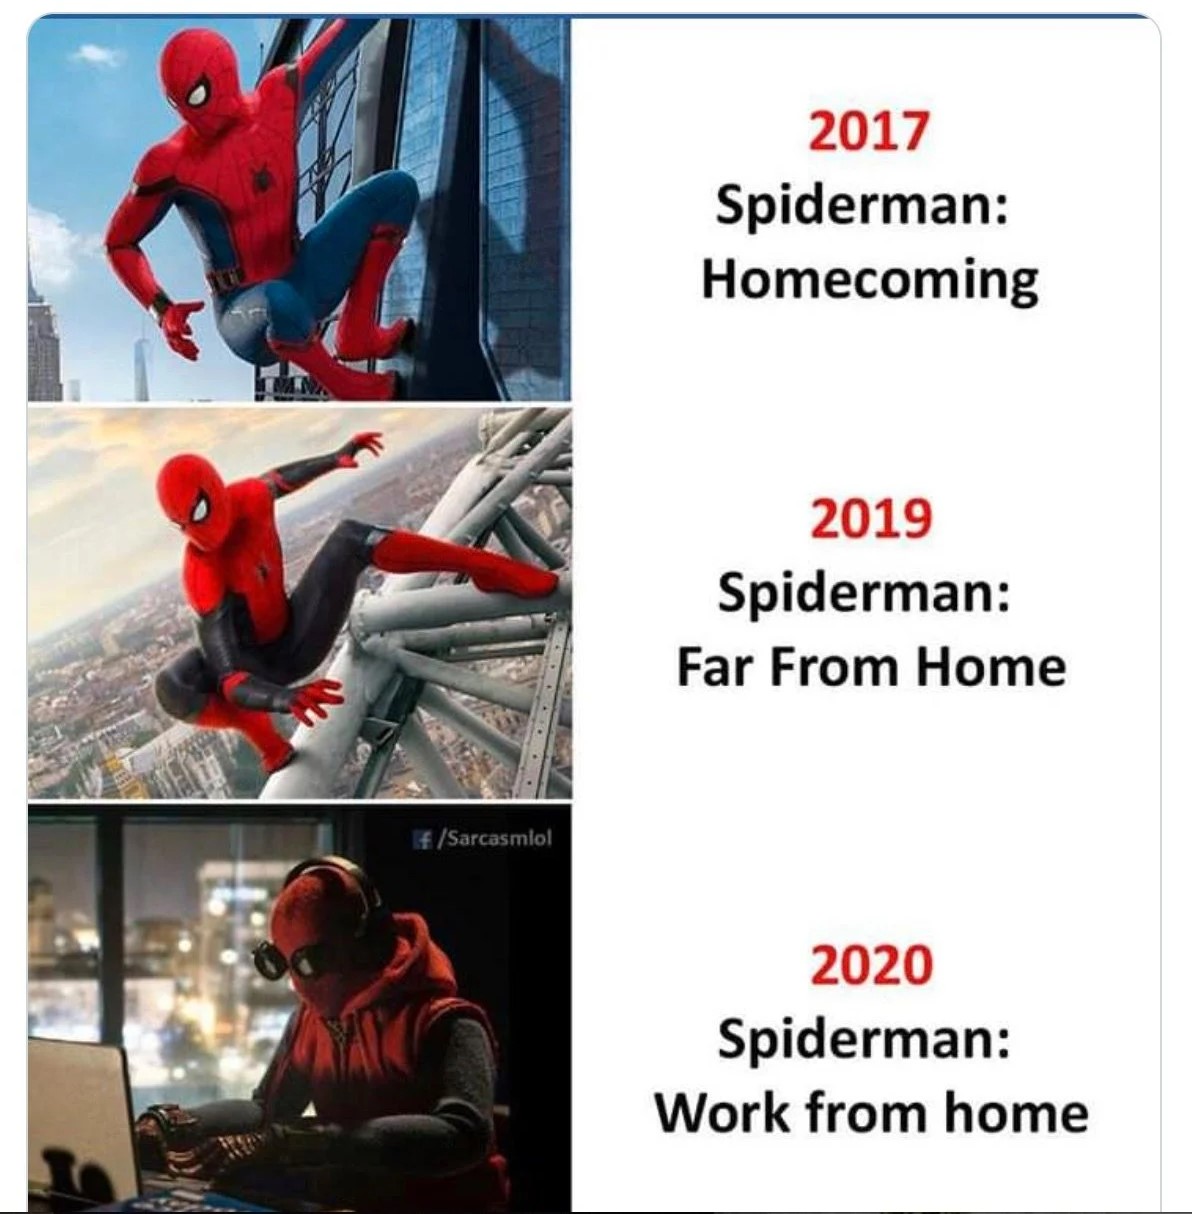 2017
Spiderman:
Homecoming
2019
Spiderman:
Far From Home
/Sarcasmlol
2020
Spiderman:
Work from home